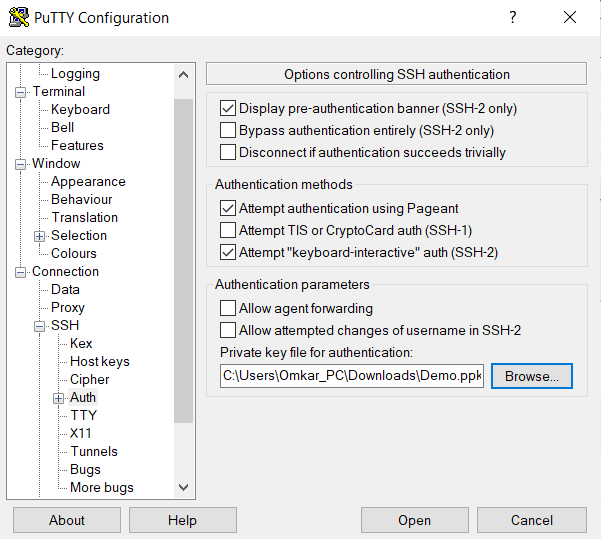 PuTTY Configuration
? ×
Category:
Logging
Terminal
Keyboard
Bell
Features
Window
Appearance
Behaviour
Translation
Selection
Colours
Connection
Data
Proxy
SSH
Kex
Host keys
Cipher
Auth
TTY
X11
Tunnels
Bugs
More bugs
Options controlling SSH authentication
Display pre-authentication banner (SSH-2 only)
Bypass authentication entirely (SSH-2 only)
Disconnect if authentication succeeds trivially
Authentication methods
Attempt authentication using Pageant
Attempt TIS or CryptoCard auth (SSH-1)
Attempt "keyboard-interactive" auth (SSH-2)
Authentication parameters
Allow agent forwarding
Allow attempted changes of username in SSH-2
Private key file for authentication:
C:\Users\Omkar_PC\Downloads\Demo.ppk Browse...
About Help Open Cancel